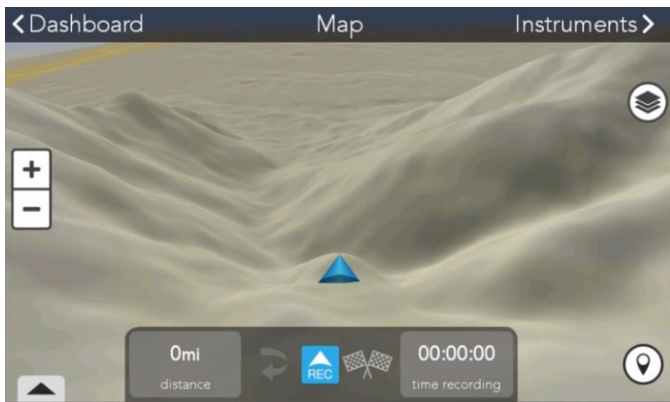 Dashboard
Map
Instruments
+
−
0mi
distance
REC
00:00:00
time recording